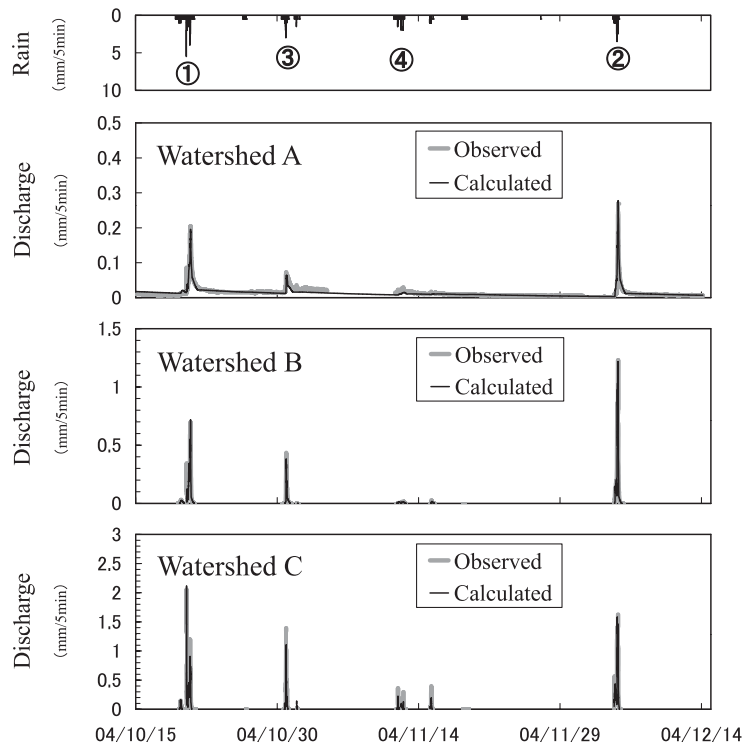 Rain
(mm/5min)
0
5
10
①
③
④
②
Discharge
(mm/5min)
0.5
0.4
0.3
0.2
0.1
0
Watershed A
Observed
Calculated
Discharge
(mm/5min)
1.5
1
0.5
0
Watershed B
Observed
Calculated
Discharge
(mm/5min)
3
2.5
2
1.5
1
0.5
0
Watershed C
Observed
Calculated
04/10/15
04/10/30
04/11/14
04/11/29
04/12/14